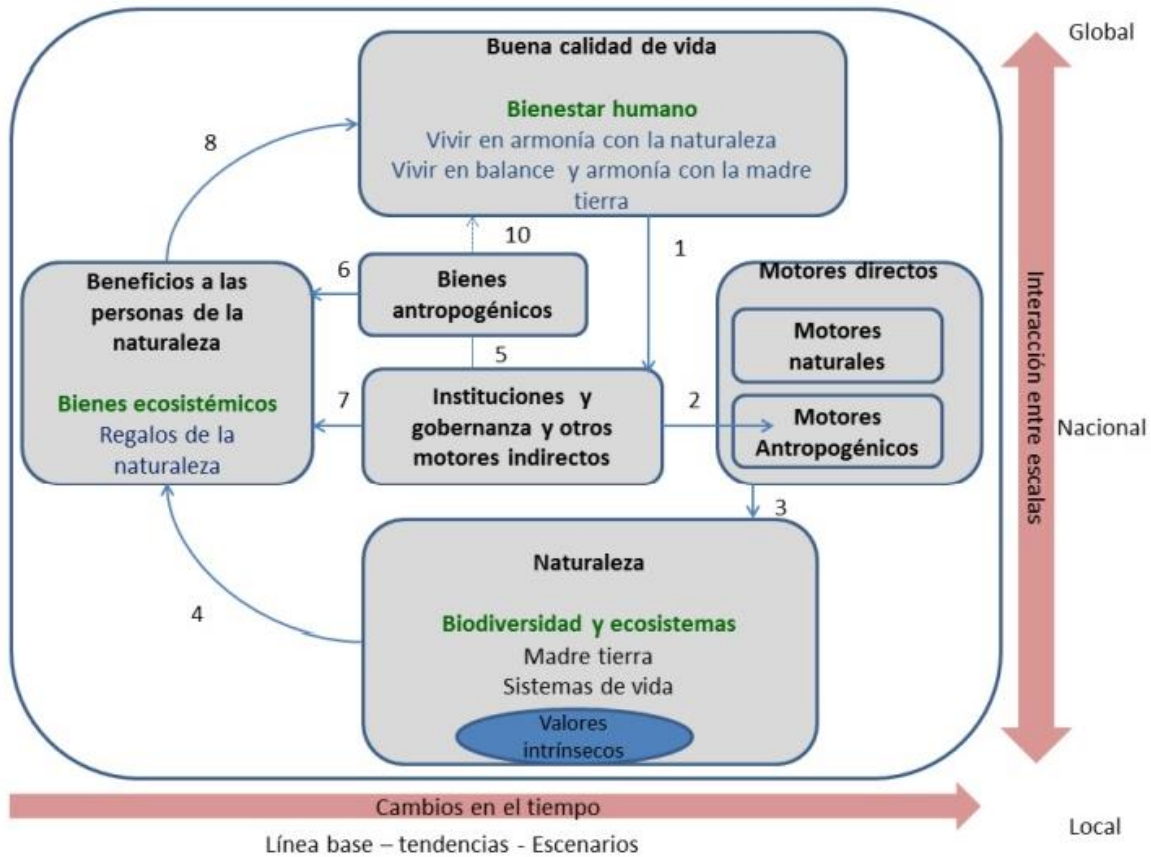 Global
Buena calidad de vida
Bienestar humano
Vivir en armonía con la naturaleza
Vivir en balance y armonía con la madre
tierra
8
10
1
6
Bienes
antropogénicos
Beneficios a las
personas de la
naturaleza
Bienes ecosistémicos
Regalos de la
naturaleza
5
7
Instituciones y
gobernanza y otros
motores indirectos
2
Motores directos
Motores
naturales
Motores
Antropogénicos
Interacción entre escalas
Nacional
3
4
Naturaleza
Biodiversidad y ecosistemas
Madre tierra
Sistemas de vida
Valores
intrínsecos
Cambios en el tiempo
Local
Línea base – tendencias - Escenarios